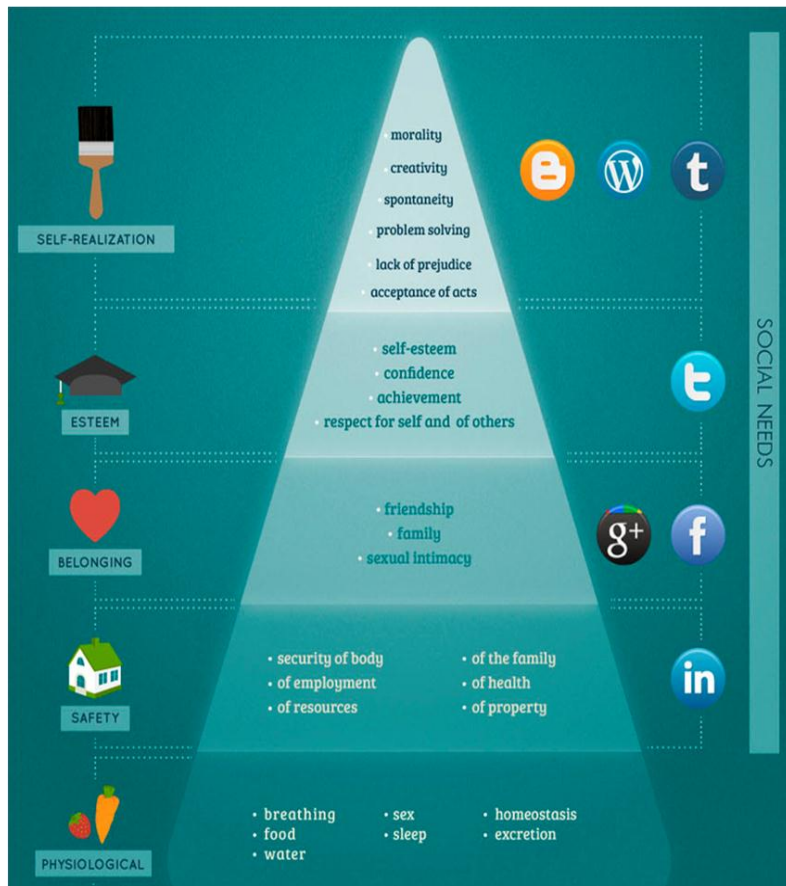 • morality
• creativity
• spontaneity
• problem solving
• lack of prejudice
• acceptance of acts
SELF-REALIZATION
B
W
t
• self-esteem
• confidence
• achievement
• respect for self and of others
ESTEEM
t
• friendship
• family
• sexual intimacy
BELONGING
g+
f
• security of body
• of employment
• of resources
• of the family
• of health
• of property
SAFETY
in
SOCIAL NEEDS
• breathing
• food
• water
• sex
• sleep
• homeostasis
• excretion
PHYSIOLOGICAL